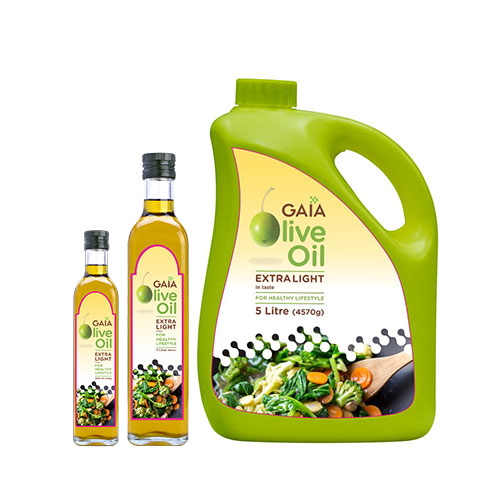 GAIA
Olive
Oil
EXTRA
LIGHT
FOR
HEALTHY
LIFESTYLE
GAIA
Olive
Oil
EXTRA
LIGHT
FOR
HEALTHY
LIFESTYLE
GAIA
Olive
Oil
EXTRA LIGHT
In taste
FOR HEALTHY LIFESTYLE
5 Litre (4570g)